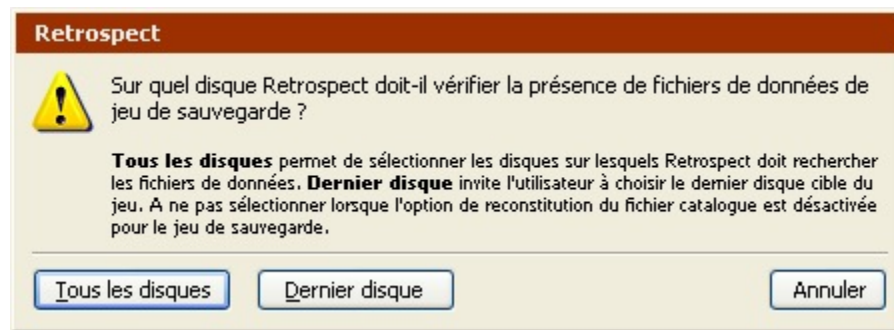 Retrospect
Sur quel disque Retrospect doit-il vérifier la présence de fichiers de données de
jeu de sauvegarde ?
Tous les disques permet de sélectionner les disques sur lesquels Retrospect doit rechercher
les fichiers de données. Dernier disque invite l'utilisateur à choisir le dernier disque cible du
jeu. A ne pas sélectionner lorsque l'option de reconstitution du fichier catalogue est désactivée
pour le jeu de sauvegarde.
Tous les disques
Dernier disque
Annuler